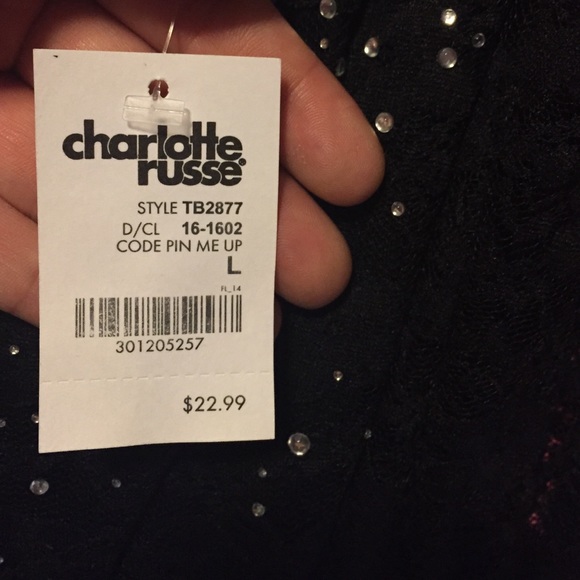 charlotte
russe®
STYLE TB2877
D/CL 16-1602
CODE PIN ME UP
L
FL_14
301205257
$22.99